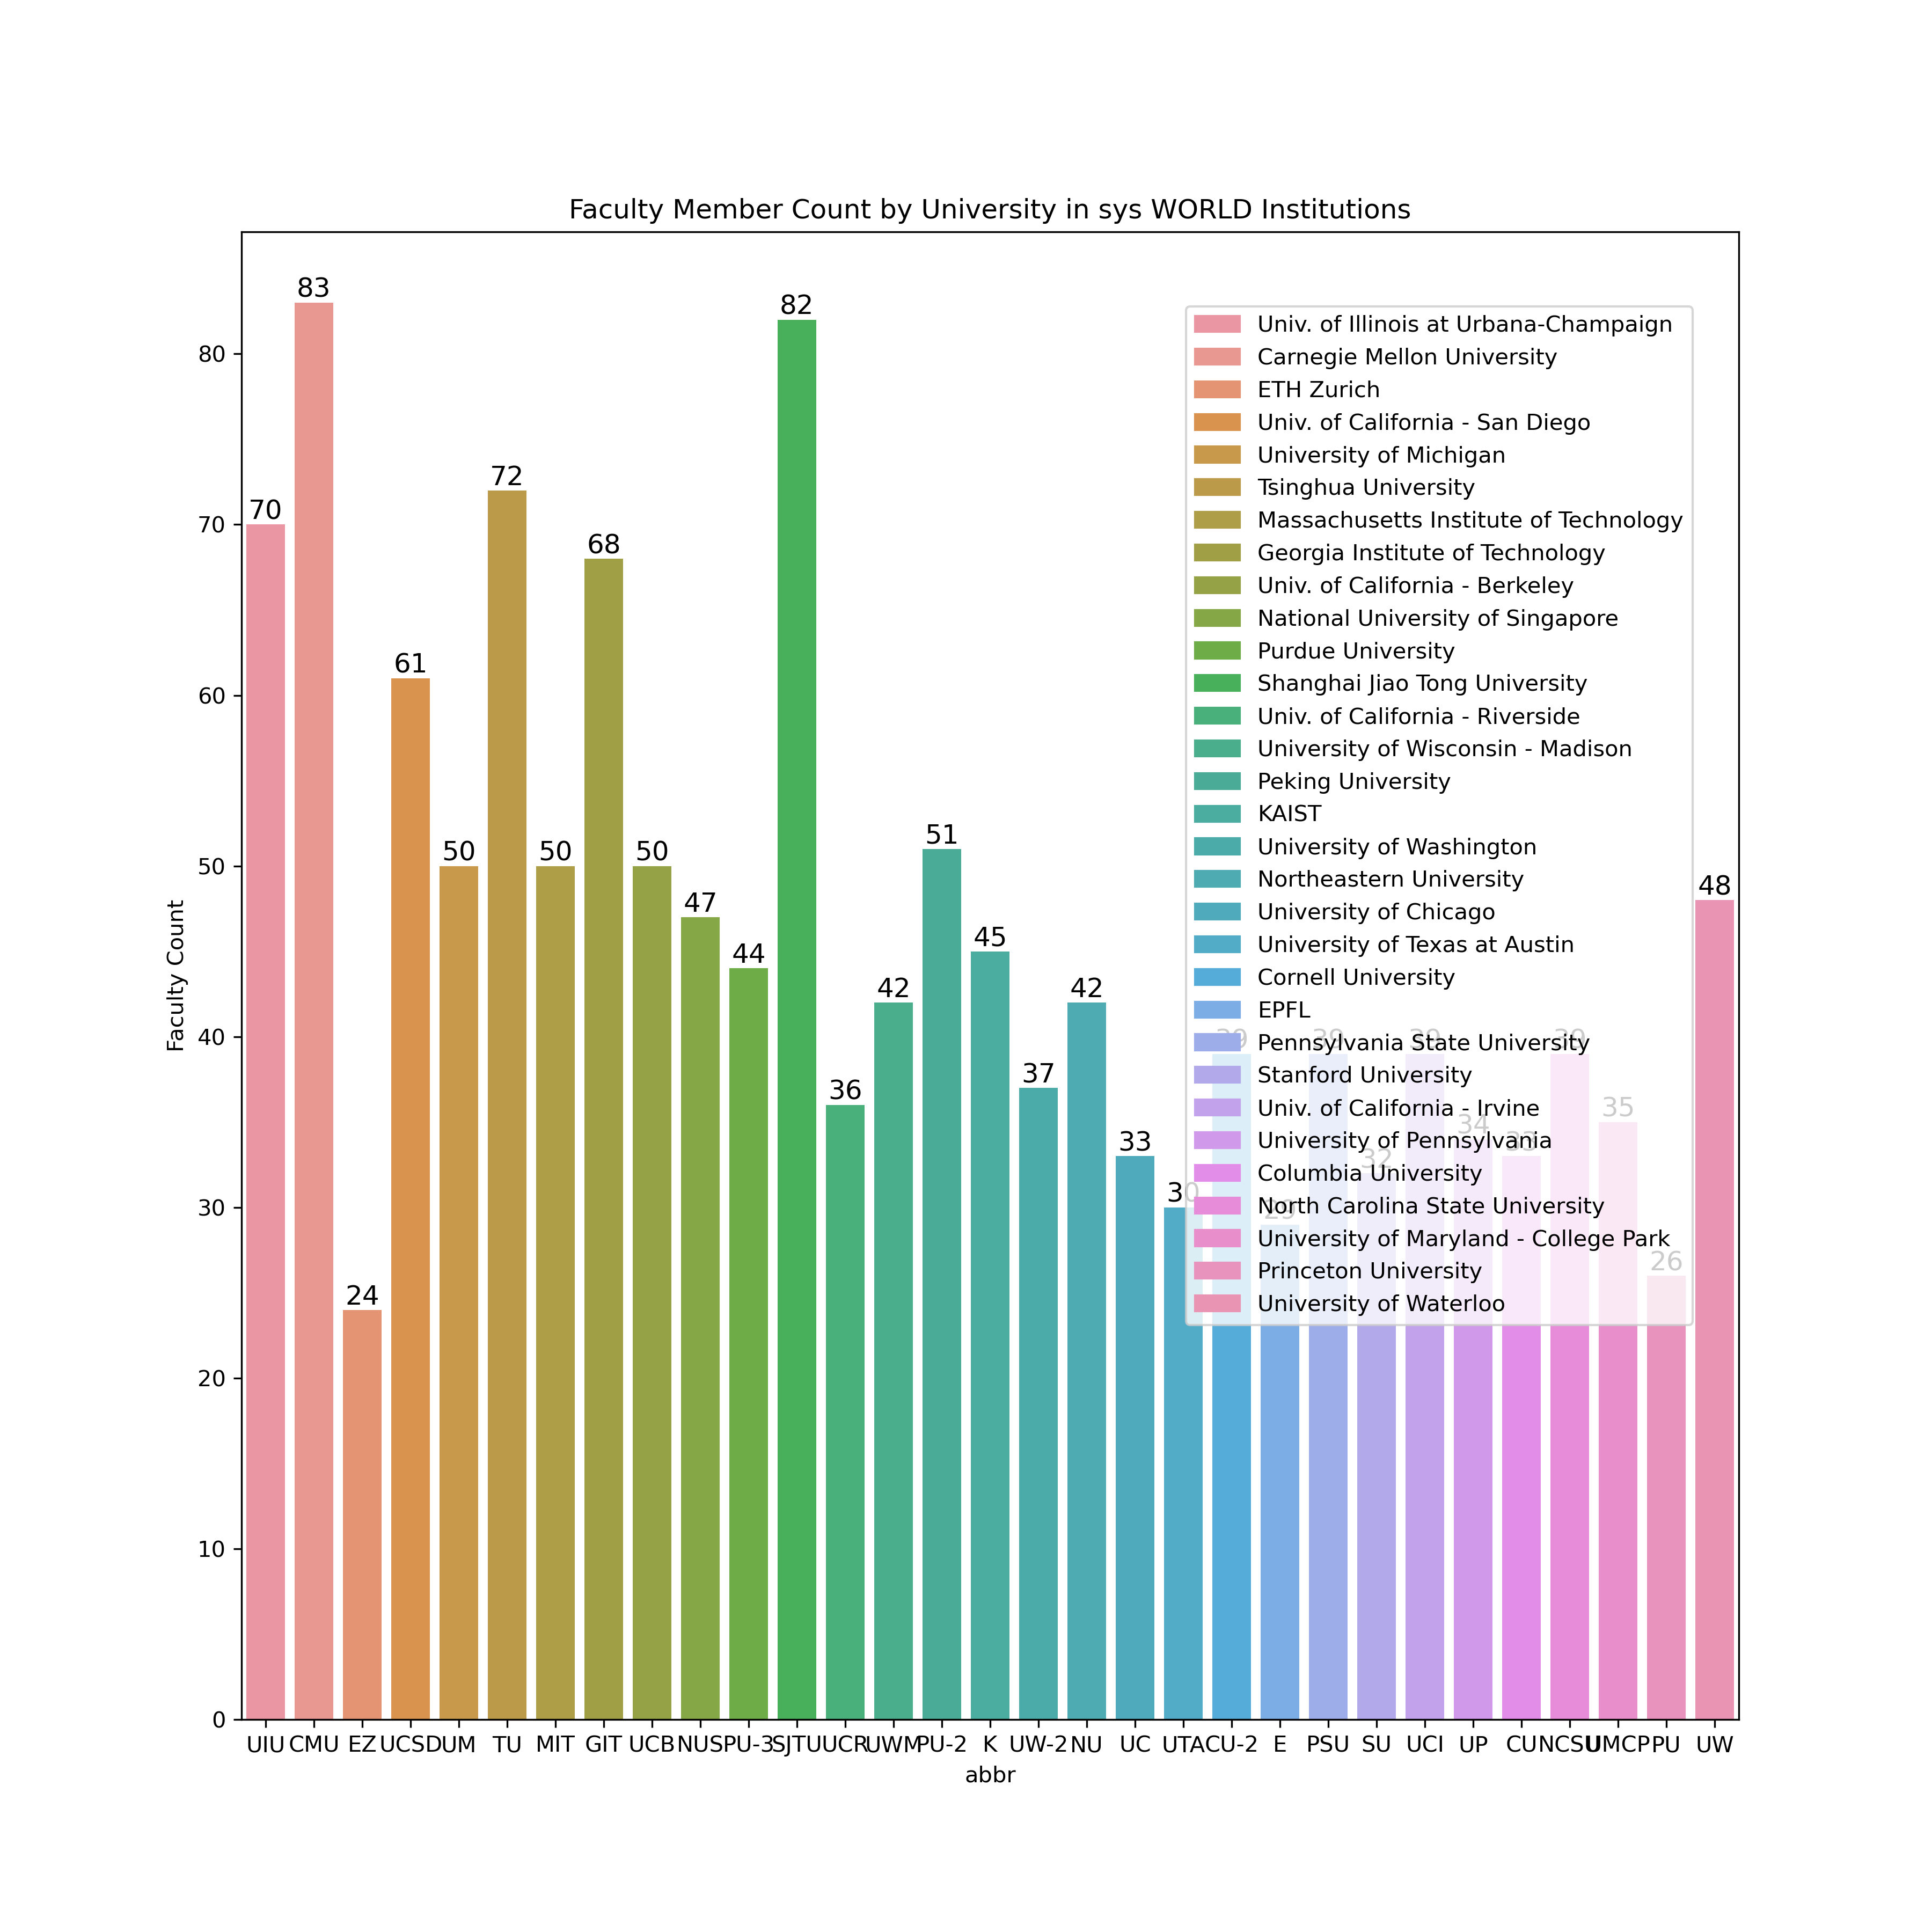 Faculty Member Count by University in sys WORLD Institutions
Faculty Count
80
70
60
50
40
30
20
10
0
70
83
24
61
50
72
50
68
50
47
44
82
36
42
51
45
37
42
33
30
39
29
39
32
39
34
33
39
35
26
48
Univ. of Illinois at Urbana-Champaign
Carnegie Mellon University
ETH Zurich
Univ. of California - San Diego
University of Michigan
Tsinghua University
Massachusetts Institute of Technology
Georgia Institute of Technology
Univ. of California - Berkeley
National University of Singapore
Purdue University
Shanghai Jiao Tong University
Univ. of California - Riverside
University of Wisconsin - Madison
Peking University
KAIST
University of Washington
Northeastern University
University of Chicago
University of Texas at Austin
Cornell University
EPFL
Pennsylvania State University
Stanford University
Univ. of California - Irvine
University of Pennsylvania
Columbia University
North Carolina State University
University of Maryland - College Park
Princeton University
University of Waterloo
UIU CMU EZ UCSD UM TU MIT GIT UCB NUS PU-3 SJTU UCR UWM PU-2 K UW-2 NU UC UTA CU-2 E PSU SU UCI UP CU NCSU UMCP PU UW
abbr